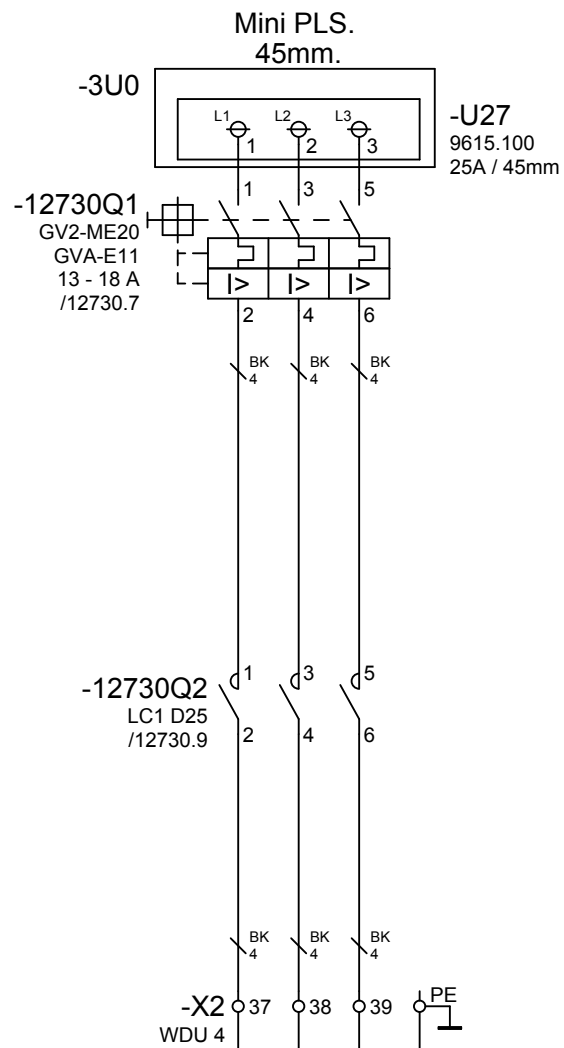 Mini PLS.
45mm.
-3U0
L1 L2 L3
1 2 3
-U27
9615.100
25A / 45mm
1 3 5
-12730Q1
GV2-ME20
GVA-E11
13 - 18 A
/12730.7
I> I> I>
2 4 6
BK BK BK
4 4 4
1 3 5
-12730Q2
LC1 D25
/12730.9
2 4 6
BK BK BK
4 4 4
-X2 37 38 39 PE
WDU 4